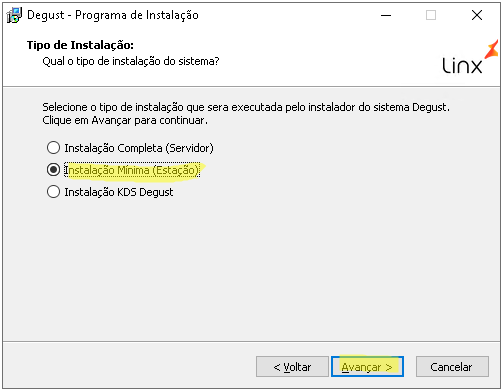 Degust - Programa de Instalação
Tipo de Instalação:
Qual o tipo de instalação do sistema?
Linx
Selecione o tipo de instalação que sera executada pelo instalador do sistema Degust.
Clique em Avançar para continuar.
Instalação Completa (Servidor)
Instalação Mínima (Estação)
Instalação KDS Degust
< Voltar
Avançar >
Cancelar